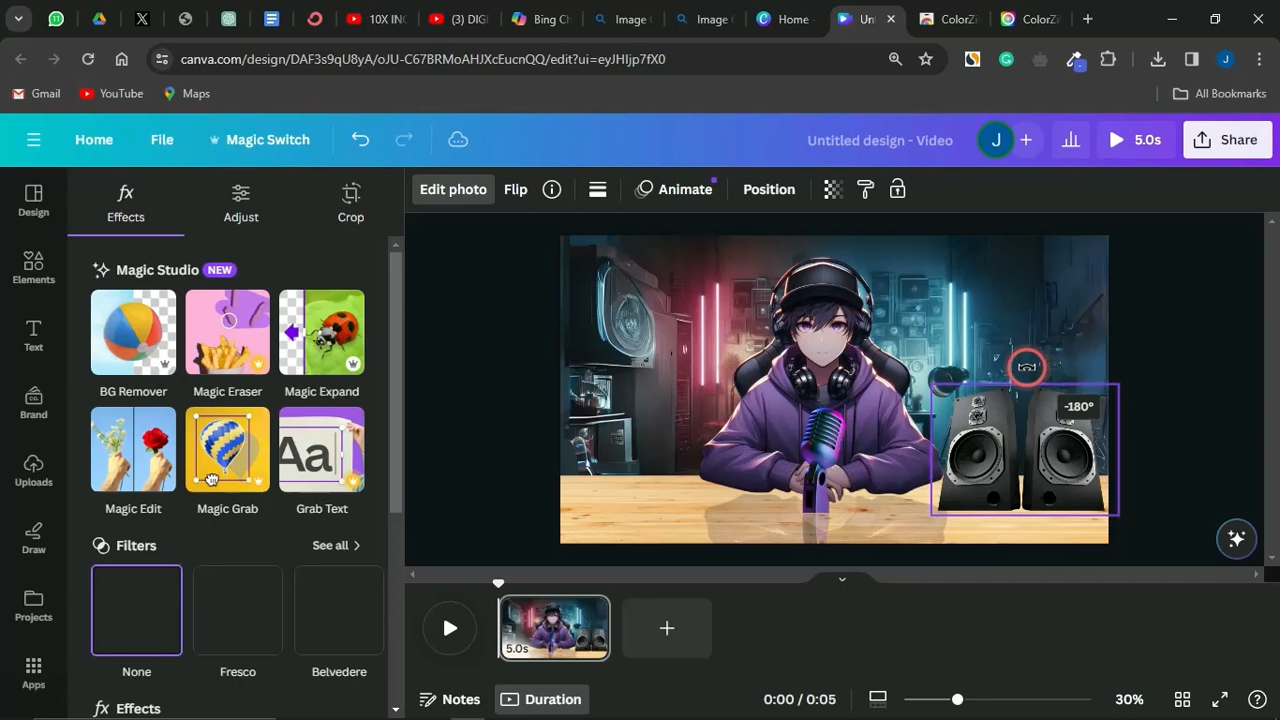 10X INC
(3) DIGI
Bing Ch
Image
Image
Home -
Unt
ColorZi
ColorZi
canva.com/design/DAF3s9qU8yA/oJU-C67BRMoAHJXcEucnQQ/edit?ui=eyJHIjp7fX0
J
Gmail
YouTube
Maps
All Bookmarks
Home
File
Magic Switch
Untitled design - Video
J
5.0s
Share
Design
Elements
Text
Brand
Uploads
Draw
Projects
Apps
Effects
Adjust
Crop
Edit photo
Flip
Animate
Position
Magic Studio NEW
BG Remover
Magic Eraser
Magic Expand
Aa
Magic Edit
Magic Grab
Grab Text
Filters
See all
None
Fresco
Belvedere
Effects
-180°
5.0s
Notes
Duration
0:00 / 0:05
30%